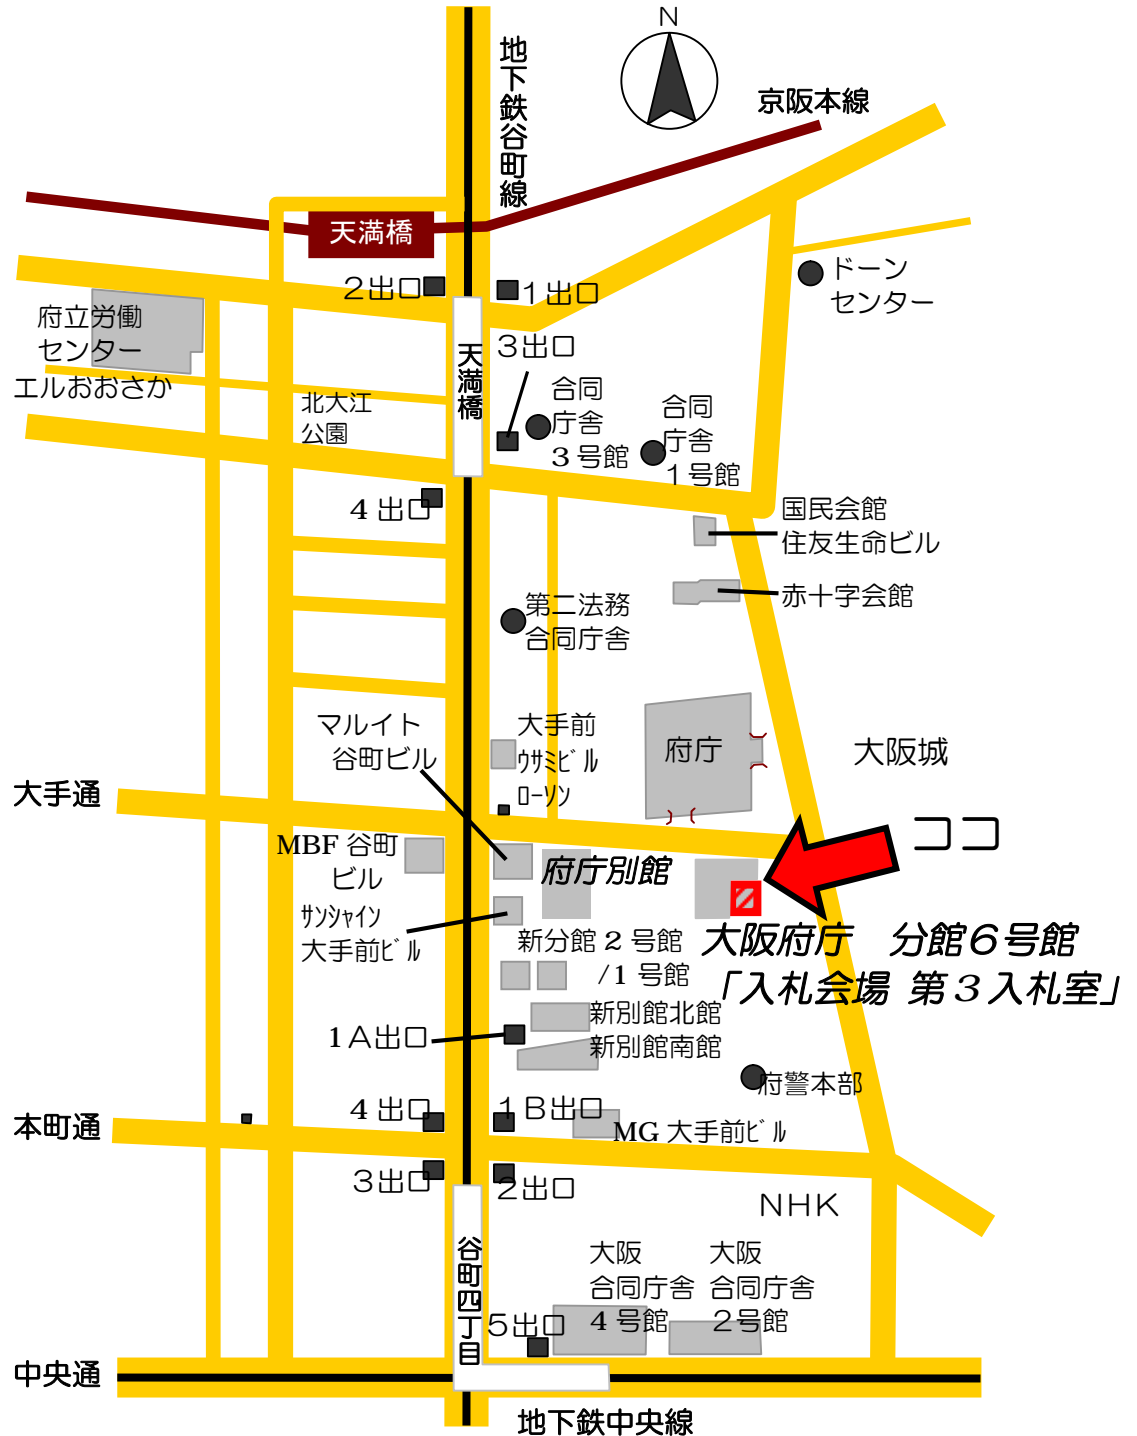 N
地下鉄谷町線
京阪本線
天満橋
2出口
1出口
ドーン
センター
府立労働
センター
エルおおさか
天満橋
3出口
北大江
公園
合同
庁舎
3号館
合同
庁舎
1号館
4出口
国民会館
住友生命ビル
赤十字会館
第二法務
合同庁舎
マルイト
谷町ビル
大手前
ウサミビル
ローソン
府庁
大阪城
大手通
ココ
MBF 谷町
ビル
府庁別館
サンシャイン
大手前ビル
新分館 2 号館
/1 号館
大阪府庁 分館6号館
「入札会場 第3入札室」
新別館北館
新別館南館
1A出口
府警本部
4出口
1B出口
本町通
MG 大手前ビル
3出口
2出口
NHK
谷町四丁目
大阪
合同庁舎
4 号館
大阪
合同庁舎
2号館
5出口
中央通
地下鉄中央線